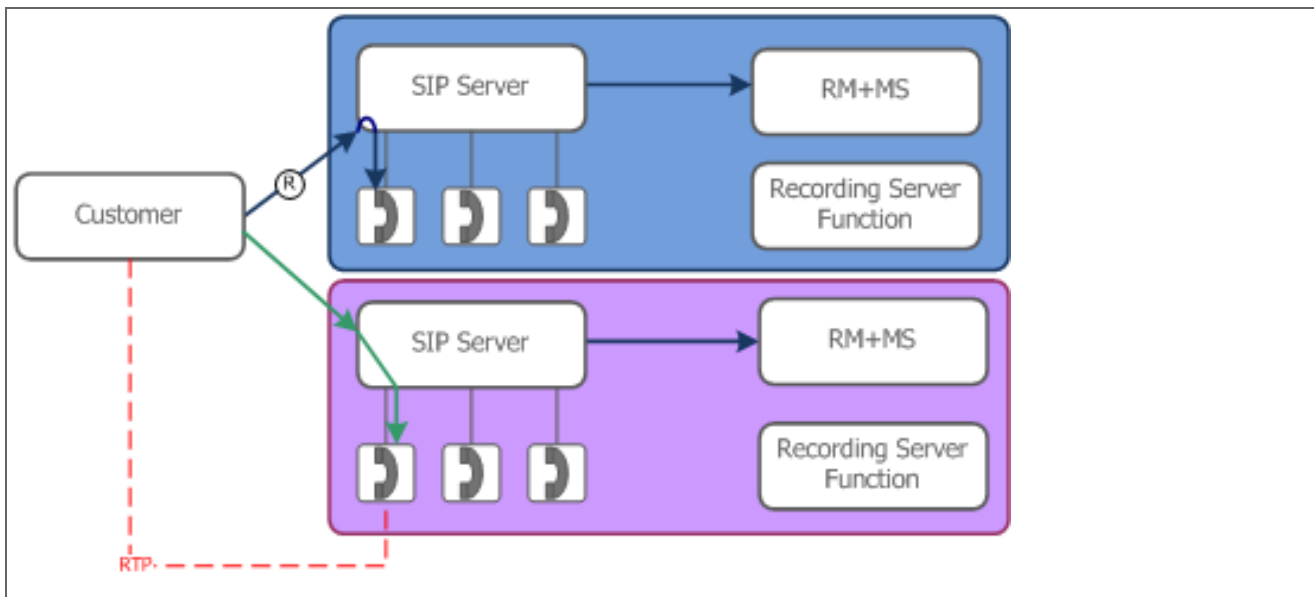 SIP Server
RM+MS
R
Customer
Recording Server
Function
SIP Server
RM+MS
Recording Server
Function
RTP